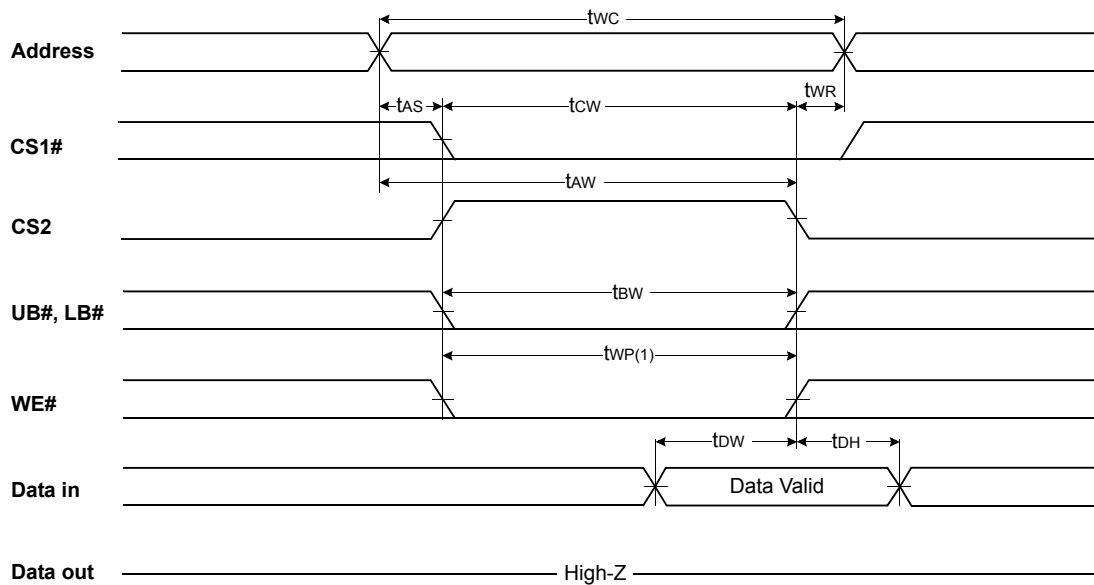 tWC
Address
tAS
tCW
tWR
CS1#
tAW
CS2
tBW
UB#, LB#
tWP(1)
WE#
tDW
tDH
Data in
Data Valid
Data out
High-Z